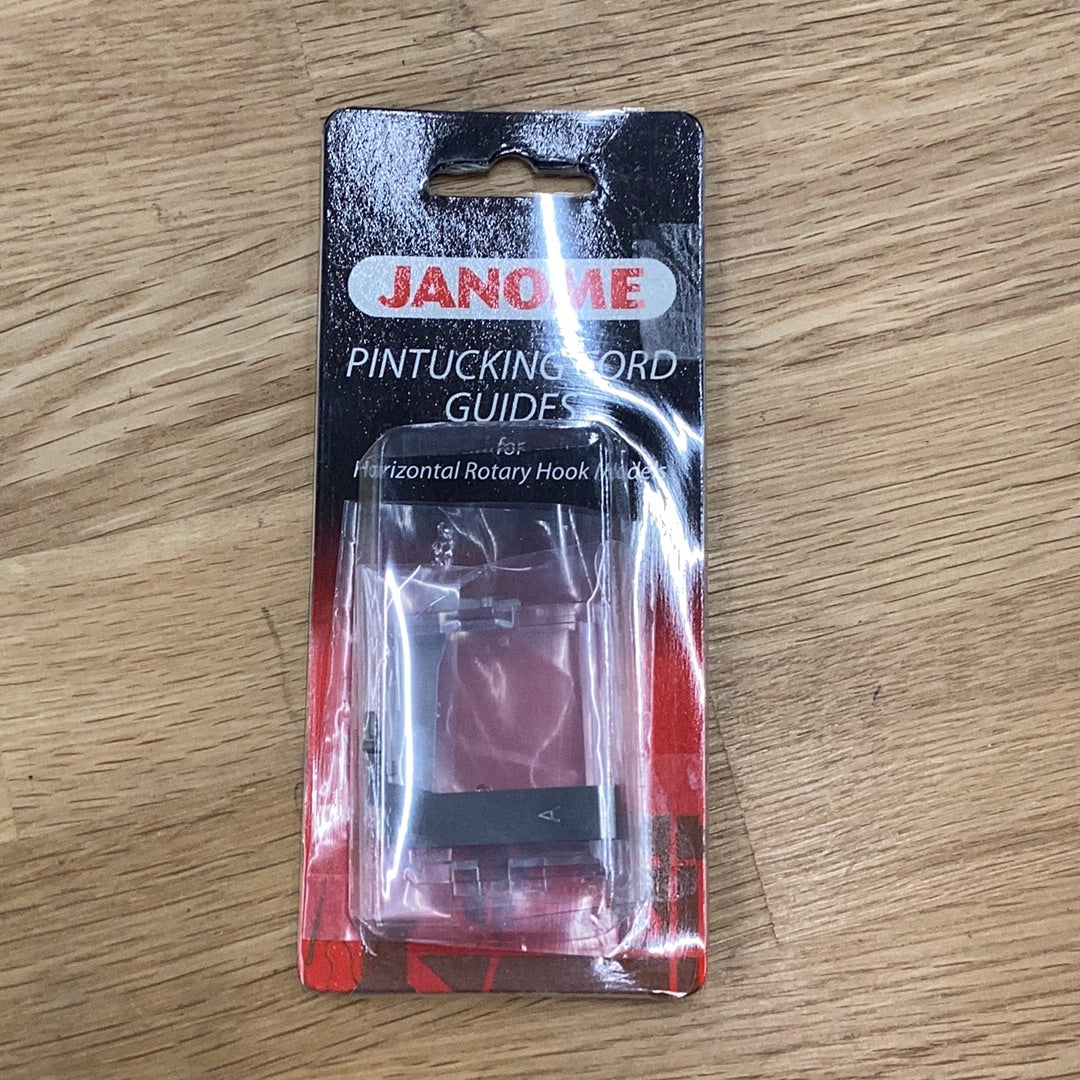 JANOME
PINTUCKING CORD
GUIDES
for
Horizontal Rotary Hook Models
A